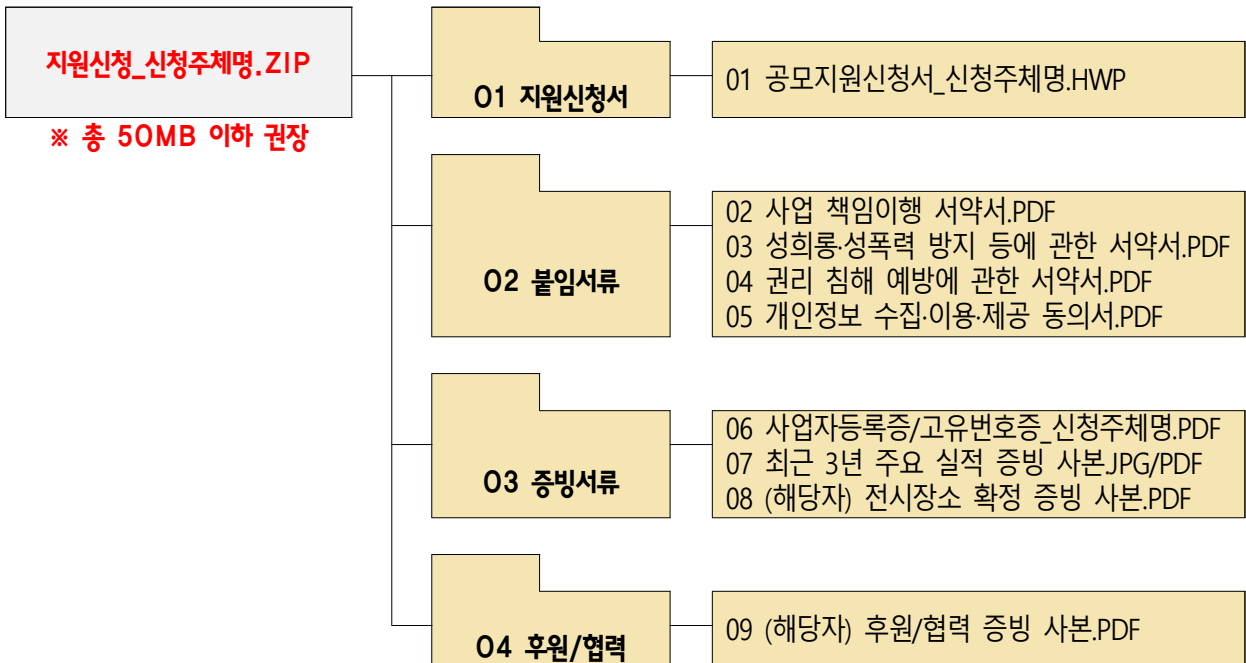 지원신청_신청주체명.ZIP
※ 총 50MB 이하 권장
01 지원신청서
01 공모지원신청서_신청주체명.HWP
02 붙임서류
02 사업 책임이행 서약서.PDF
03 성희롱·성폭력 방지 등에 관한 서약서.PDF
04 권리 침해 예방에 관한 서약서.PDF
05 개인정보 수집·이용·제공 동의서.PDF
03 증빙서류
06 사업자등록증/고유번호증_신청주체명.PDF
07 최근 3년 주요 실적 증빙 사본.JPG/PDF
08 (해당자) 전시장소 확정 증빙 사본.PDF
04 후원/협력
09 (해당자) 후원/협력 증빙 사본.PDF